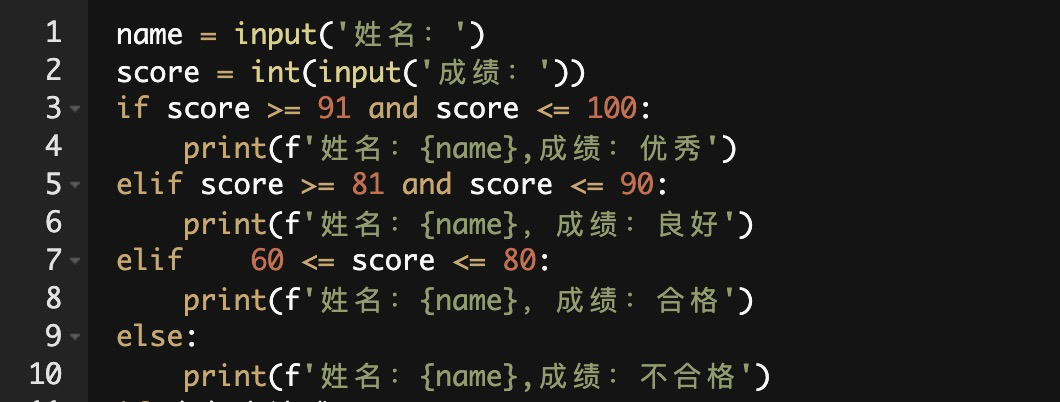 1 name = input('姓名：')
2 score = int(input('成绩：'))
3 if score >= 91 and score <= 100:
4     print(f'姓名：{name},成绩：优秀')
5 elif score >= 81 and score <= 90:
6     print(f'姓名：{name}，成绩：良好')
7 elif    60 <= score <= 80:
8     print(f'姓名：{name}，成绩：合格')
9 else:
10     print(f'姓名：{name},成绩：不合格')